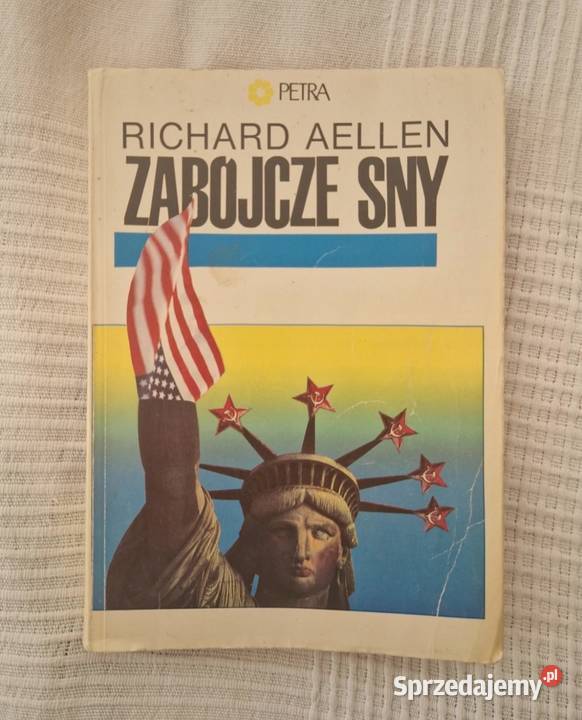 PETRA
RICHARD AELLEN
ZABÓJCZE SNY
Sprzedajemy.pl